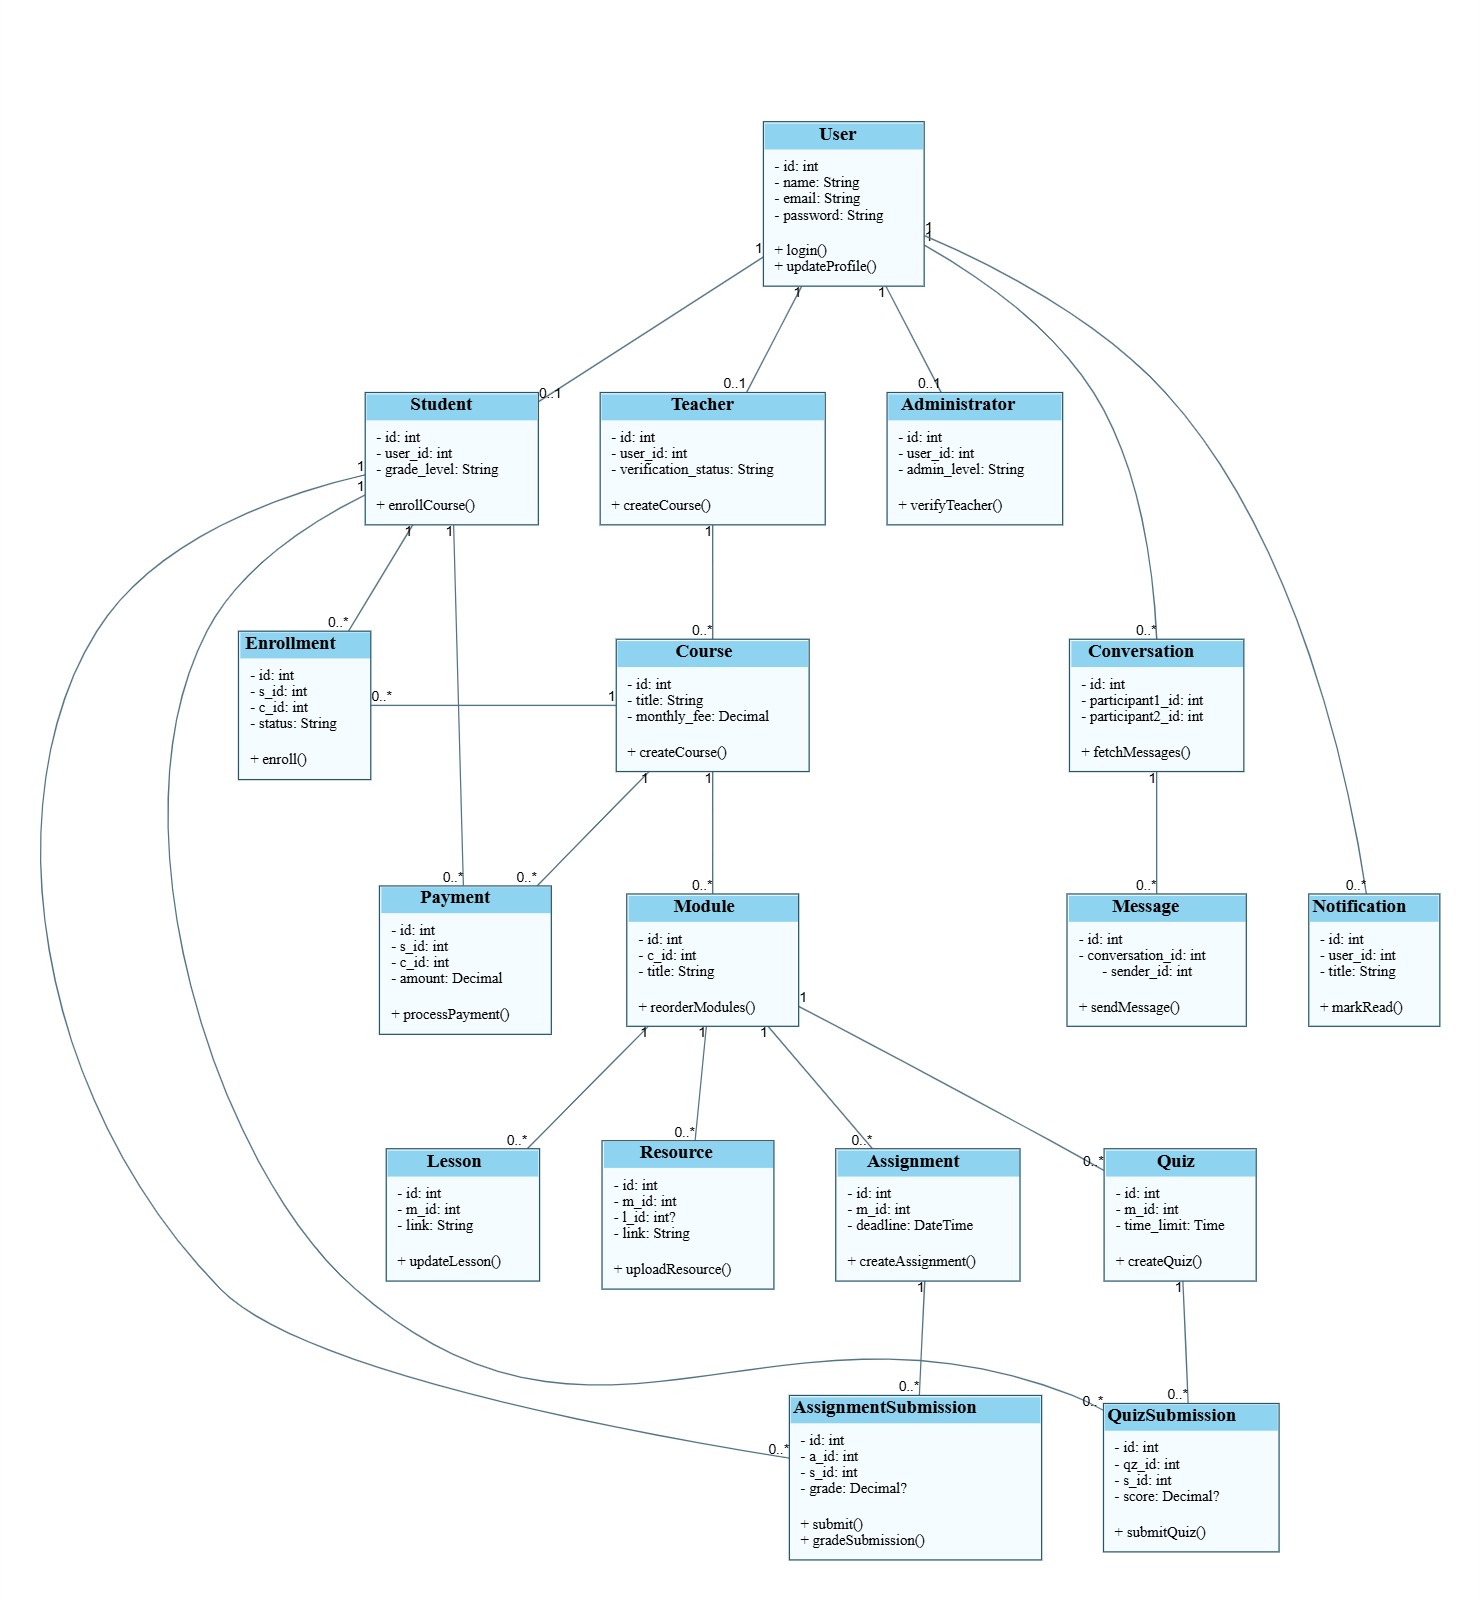 User
- id: int
- name: String
- email: String
- password: String
+ login()
+ updateProfile()
1
1
1
1
1
0..1
0..1
0..1
Student
- id: int
- user_id: int
- grade_level: String
+ enrollCourse()
1
1
1
1
Teacher
- id: int
- user_id: int
- verification_status: String
+ createCourse()
1
Administrator
- id: int
- user_id: int
- admin_level: String
+ verifyTeacher()
0..*
Enrollment
- id: int
- s_id: int
- c_id: int
- status: String
+ enroll()
0..*
1
0..*
Course
- id: int
- title: String
- monthly_fee: Decimal
+ createCourse()
1
1
0..*
Conversation
- id: int
- participant1_id: int
- participant2_id: int
+ fetchMessages()
1
0..*
0..*
Payment
- id: int
- s_id: int
- c_id: int
- amount: Decimal
+ processPayment()
0..*
Module
- id: int
- c_id: int
- title: String
+ reorderModules()
1
1
1
1
0..*
Message
- id: int
- conversation_id: int
- sender_id: int
+ sendMessage()
0..*
Notification
- id: int
- user_id: int
- title: String
+ markRead()
0..*
Lesson
- id: int
- m_id: int
- link: String
+ updateLesson()
0..*
Resource
- id: int
- m_id: int
- l_id: int?
- link: String
+ uploadResource()
0..*
Assignment
- id: int
- m_id: int
- deadline: DateTime
+ createAssignment()
1
0..*
Quiz
- id: int
- m_id: int
- time_limit: Time
+ createQuiz()
1
0..*
0..*
AssignmentSubmission
- id: int
- a_id: int
- s_id: int
- grade: Decimal?
+ submit()
+ gradeSubmission()
0..*
0..*
QuizSubmission
- id: int
- qz_id: int
- s_id: int
- score: Decimal?
+ submitQuiz()